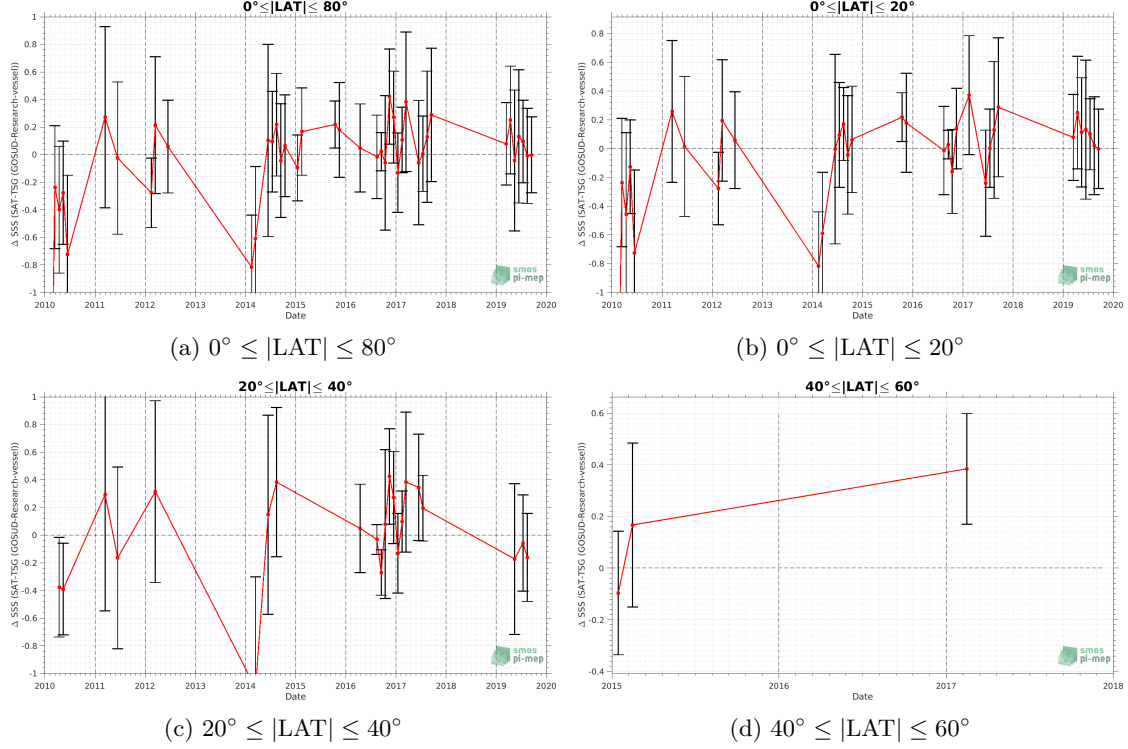 0°≤|LAT|≤ 80°
Δ SSS (SAT-TSG (GOSUD-Research-vessel))
1
0.8
0.6
0.4
0.2
0
-0.2
-0.4
-0.6
-0.8
-1
2010 2011 2012 2013 2014 2015 2016 2017 2018 2019 2020
Date
smos
pi-mep
(a) 0° ≤ |LAT| ≤ 80°
0°≤|LAT|≤ 20°
Δ SSS (SAT-TSG (GOSUD-Research-vessel))
0.8
0.6
0.4
0.2
0
-0.2
-0.4
-0.6
-0.8
-1
2010 2011 2012 2013 2014 2015 2016 2017 2018 2019 2020
Date
smos
pi-mep
(b) 0° ≤ |LAT| ≤ 20°
20°≤|LAT|≤ 40°
Δ SSS (SAT-TSG (GOSUD-Research-vessel))
1
0.8
0.6
0.4
0.2
0
-0.2
-0.4
-0.6
-0.8
-1
2010 2011 2012 2013 2014 2015 2016 2017 2018 2019 2020
Date
smos
pi-mep
(c) 20° ≤ |LAT| ≤ 40°
40°≤|LAT|≤ 60°
Δ SSS (SAT-TSG (GOSUD-Research-vessel))
0.6
0.4
0.2
0
-0.2
-0.4
2015 2016 2017 2018
Date
smos
pi-mep
(d) 40° ≤ |LAT| ≤ 60°